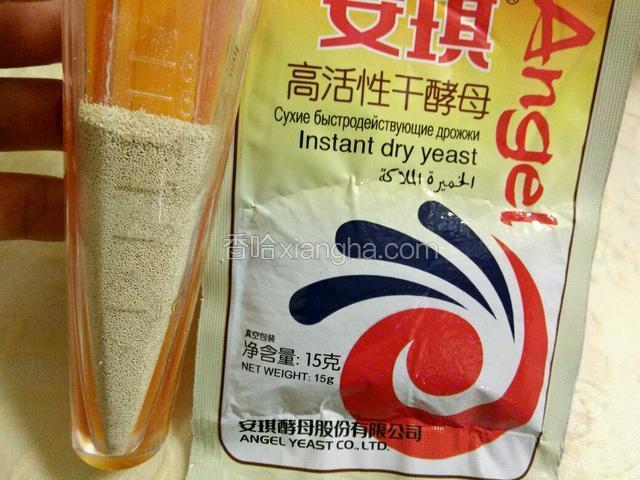 安琪®
Angel
高活性干酵母
Сухие быстродействующие дрожжи
Instant dry yeast
香哈xiangha.com
真空包装
净含量: 15克
NET WEIGHT: 15g
安琪酵母股份有限公司
ANGEL YEAST CO.,LTD.